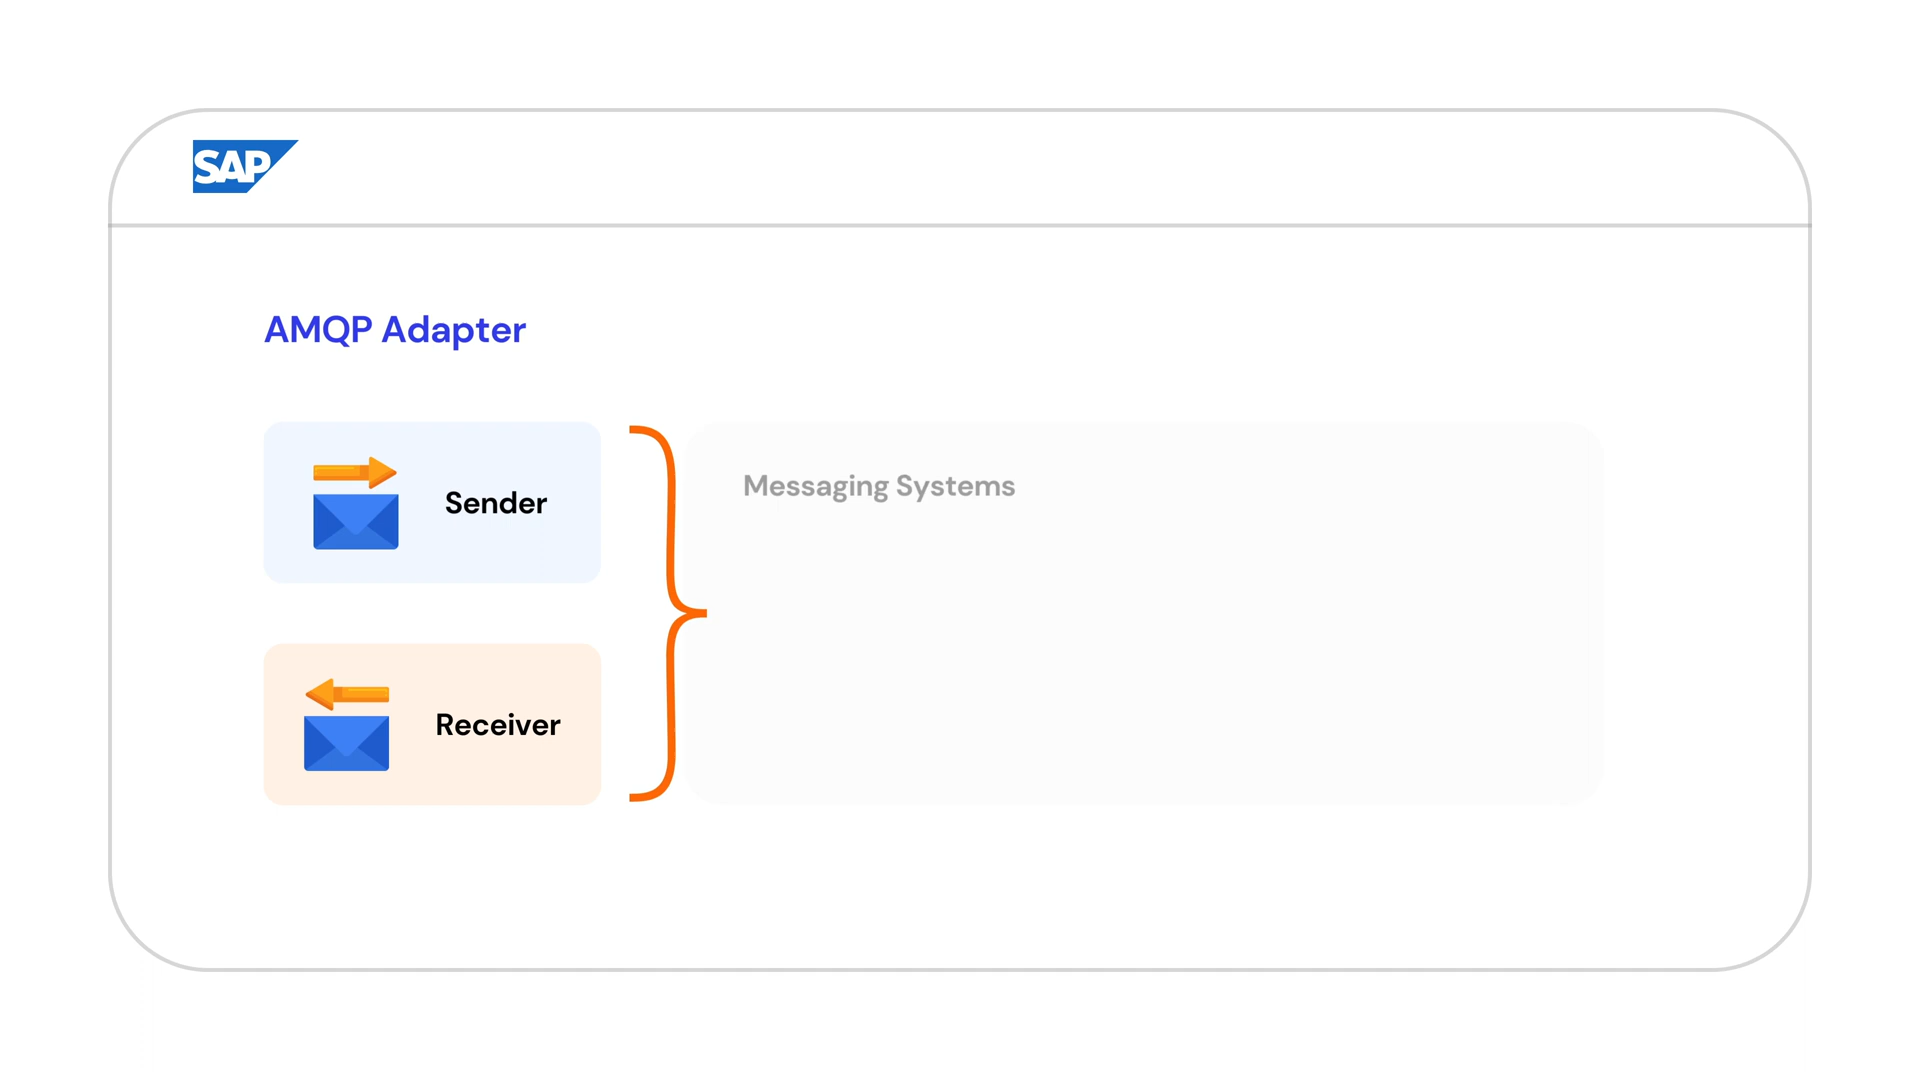 SAP
AMQP Adapter
Sender
Messaging Systems
Receiver